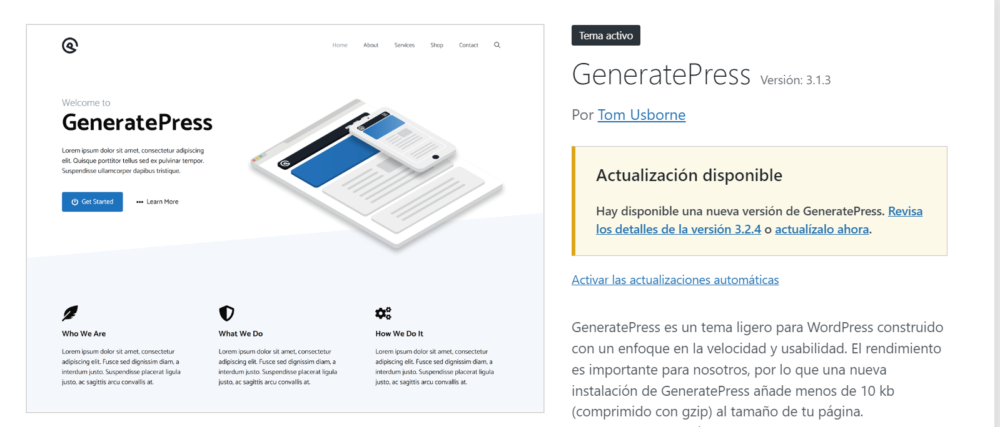 Home About Services Shop Contact
Welcome to
GeneratePress
Lorem ipsum dolor sit amet, consectetur adipiscing
elit. Quisque porttitor tellus sed ex pulvinar tempor.
Suspendisse ullamcorper dapibus tristique.
Get Started ••• Learn More
Who We Are
Lorem ipsum dolor sit amet, consectetur
adipiscing elit. Fusce sed dignissim diam, a
interdum justo. Suspendisse placerat ligula
justo, ac sagittis arcu convallis at.
What We Do
Lorem ipsum dolor sit amet, consectetur
adipiscing elit. Fusce sed dignissim diam, a
interdum justo. Suspendisse placerat ligula
justo, ac sagittis arcu convallis at.
How We Do It
Lorem ipsum dolor sit amet, consectetur
adipiscing elit. Fusce sed dignissim diam, a
interdum justo. Suspendisse placerat ligula
justo, ac sagittis arcu convallis at.
Tema activo
GeneratePress Versión: 3.1.3
Por Tom Usborne
Actualización disponible
Hay disponible una nueva versión de GeneratePress. Revisa
los detalles de la versión 3.2.4 o actualízalo ahora.
Activar las actualizaciones automáticas
GeneratePress es un tema ligero para WordPress construido
con un enfoque en la velocidad y usabilidad. El rendimiento
es importante para nosotros, por lo que una nueva
instalación de GeneratePress añade menos de 10 kb
(comprimido con gzip) al tamaño de tu página.